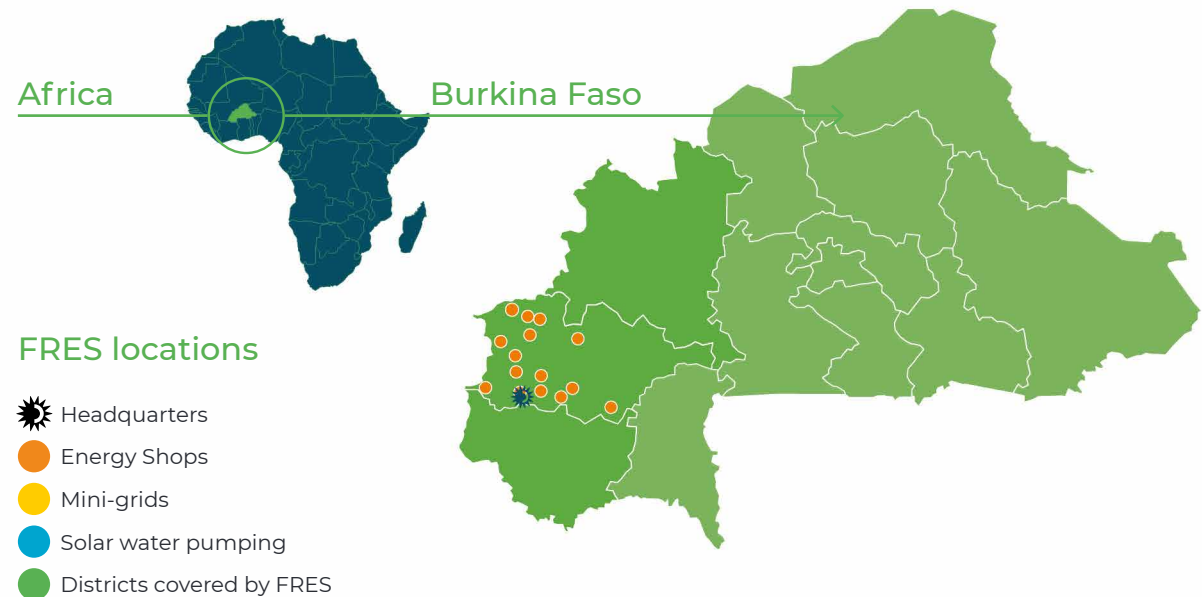 Africa
Burkina Faso
FRES locations
Headquarters
Energy Shops
Mini-grids
Solar water pumping
Districts covered by FRES